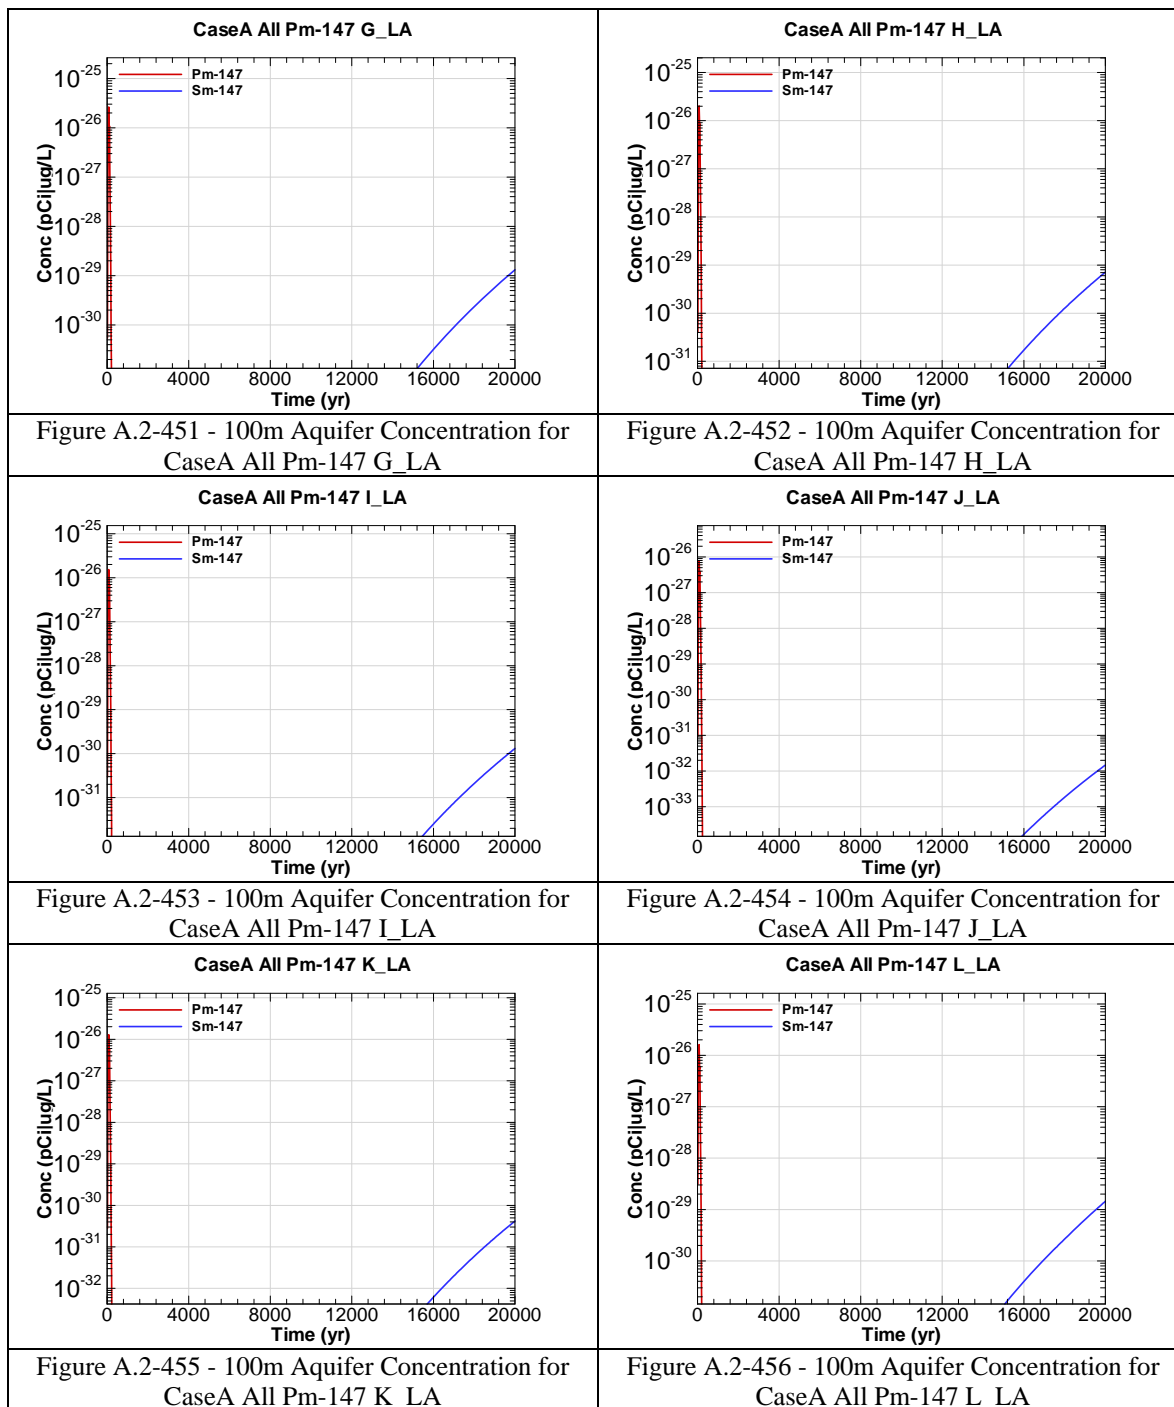 CaseA All Pm-147 G_LA
Pm-147
Sm-147
10-25
10-26
10-27
10-28
10-29
10-30
Conc (pCi|ug/L)
0 4000 8000 12000 16000 20000
Time (yr)
Figure A.2-451 - 100m Aquifer Concentration for
CaseA All Pm-147 G_LA
CaseA All Pm-147 H_LA
Pm-147
Sm-147
10-25
10-26
10-27
10-28
10-29
10-30
10-31
Conc (pCi|ug/L)
0 4000 8000 12000 16000 20000
Time (yr)
Figure A.2-452 - 100m Aquifer Concentration for
CaseA All Pm-147 H_LA
CaseA All Pm-147 I_LA
Pm-147
Sm-147
10-25
10-26
10-27
10-28
10-29
10-30
10-31
Conc (pCi|ug/L)
0 4000 8000 12000 16000 20000
Time (yr)
Figure A.2-453 - 100m Aquifer Concentration for
CaseA All Pm-147 I_LA
CaseA All Pm-147 J_LA
Pm-147
Sm-147
10-26
10-27
10-28
10-29
10-30
10-31
10-32
10-33
Conc (pCi|ug/L)
0 4000 8000 12000 16000 20000
Time (yr)
Figure A.2-454 - 100m Aquifer Concentration for
CaseA All Pm-147 J_LA
CaseA All Pm-147 K_LA
Pm-147
Sm-147
10-25
10-26
10-27
10-28
10-29
10-30
10-31
10-32
Conc (pCi|ug/L)
0 4000 8000 12000 16000 20000
Time (yr)
Figure A.2-455 - 100m Aquifer Concentration for
CaseA All Pm-147 K_LA
CaseA All Pm-147 L_LA
Pm-147
Sm-147
10-25
10-26
10-27
10-28
10-29
10-30
Conc (pCi|ug/L)
0 4000 8000 12000 16000 20000
Time (yr)
Figure A.2-456 - 100m Aquifer Concentration for
CaseA All Pm-147 L_LA